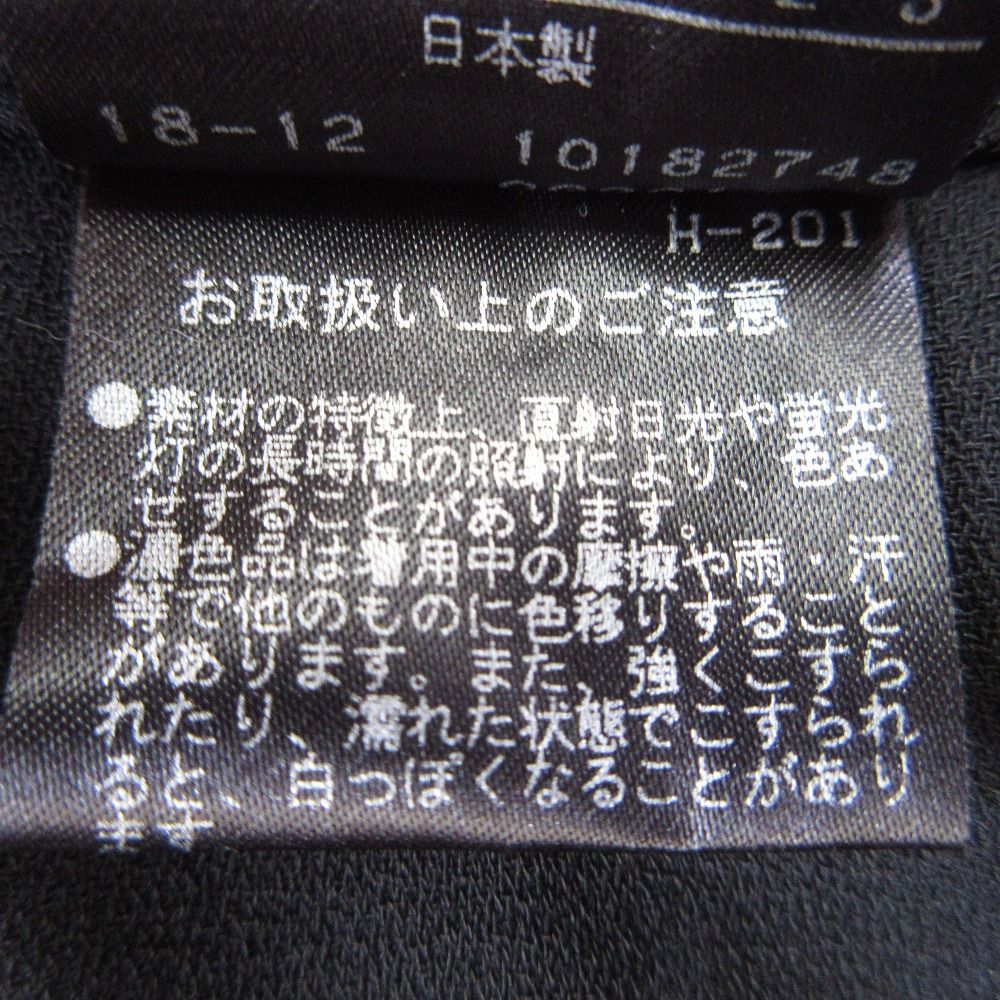 日本製
18-12
10182748
H-201
お取扱い上のご注意
●素材の特徴上、直射日光や蛍光
灯の長時間の照射により、色あ
せすることがあります。
●濃色品は着用中の摩擦や雨・汗
等で他のものに色移りすること
があります。また、強くこすら
れたり、濡れた状態でこすられ
ると、白っぽくなることがあり
ます